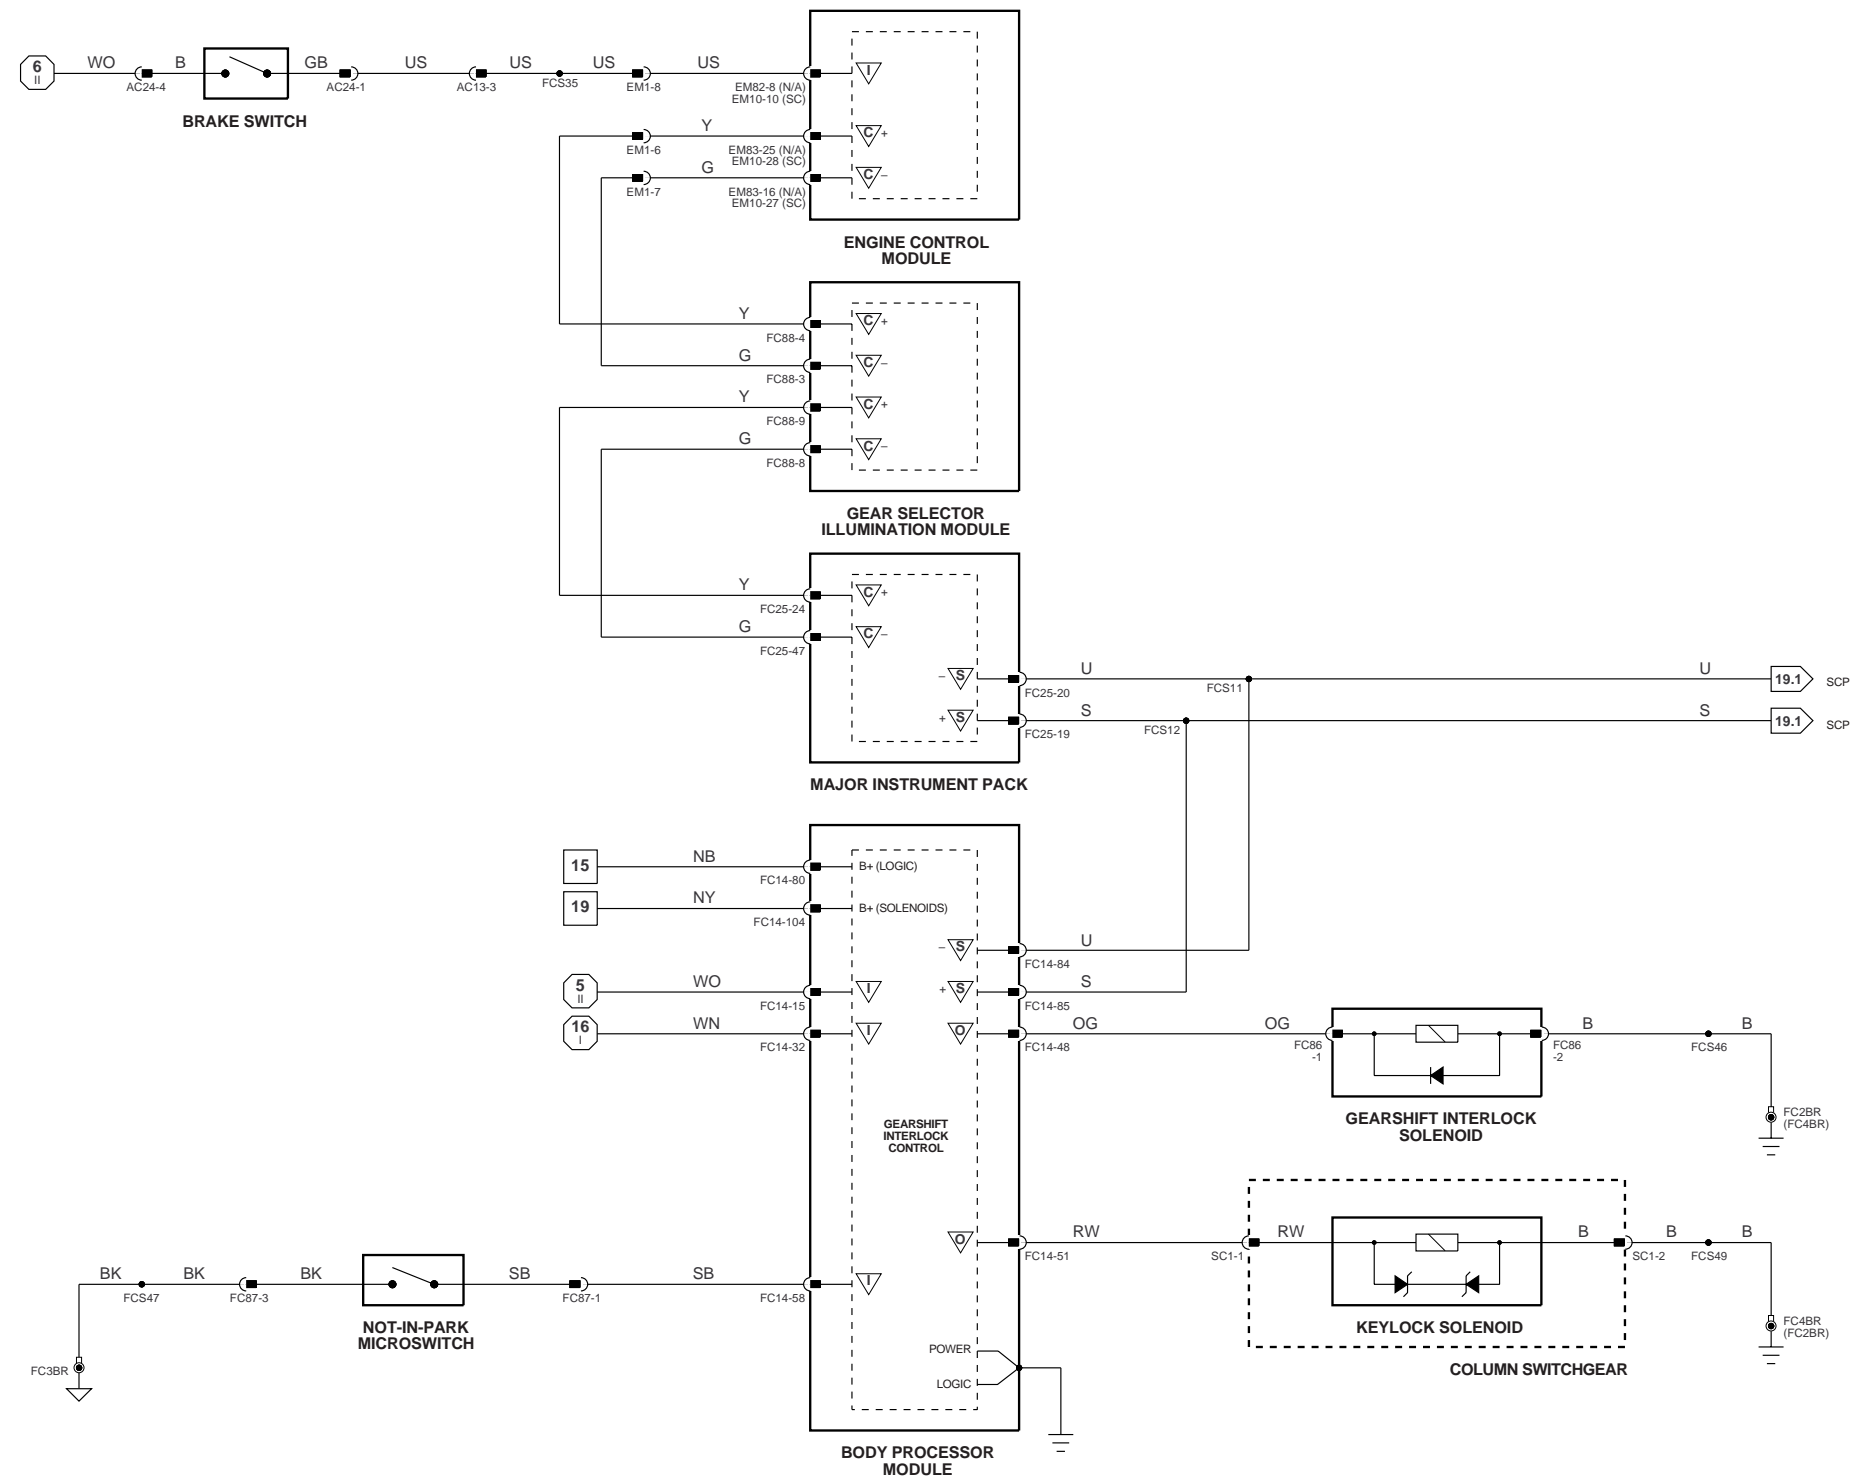 6
II
WO
AC24-4
B
GB
AC24-1
US
AC13-3
US
FCS35
US
EM1-8
US
EM82-8 (N/A)
EM10-10 (SC)
I
BRAKE SWITCH
EM1-6
Y
EM83-25 (N/A)
EM10-28 (SC)
C
+
EM1-7
G
EM83-16 (N/A)
EM10-27 (SC)
C
–
ENGINE CONTROL
MODULE
Y
FC88-4
C
+
G
FC88-3
C
–
Y
FC88-9
C
+
G
FC88-8
C
–
GEAR SELECTOR
ILLUMINATION MODULE
Y
FC25-24
C
+
G
FC25-47
C
–
– S
FC25-20
U
FCS11
U
19.1
SCP
+ S
FC25-19
S
FCS12
S
19.1
SCP
MAJOR INSTRUMENT PACK
15
NB
FC14-80
B+ (LOGIC)
19
NY
FC14-104
B+ (SOLENOIDS)
– S
FC14-84
U
5
II
WO
FC14-15
I
+ S
FC14-85
S
16
I
WN
FC14-32
I
O
FC14-48
OG
OG
FC86
-1
FC86
-2
B
FCS46
B
FC2BR
(FC4BR)
GEARSHIFT INTERLOCK
SOLENOID
GEARSHIFT
INTERLOCK
CONTROL
O
FC14-51
RW
SC1-1
RW
B
SC1-2
B
FCS49
B
FC4BR
(FC2BR)
KEYLOCK SOLENOID
COLUMN SWITCHGEAR
BK
FCS47
BK
FC87-3
BK
SB
FC87-1
SB
FC14-58
I
NOT-IN-PARK
MICROSWITCH
FC3BR
POWER
LOGIC
BODY PROCESSOR
MODULE